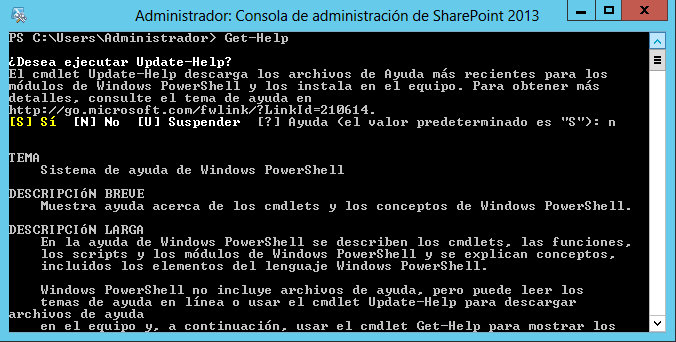 Administrador: Consola de administración de SharePoint 2013
PS C:\Users\Administrador> Get-Help
¿Desea ejecutar Update-Help?
El cmdlet Update-Help descarga los archivos de Ayuda más recientes para los
módulos de Windows PowerShell y los instala en el equipo. Para obtener más
detalles, consulte el tema de ayuda en
http://go.microsoft.com/fwlink/?LinkId=210614.
[S] Sí  [N] No  [U] Suspender  [?] Ayuda (el valor predeterminado es "S"): n
TEMA
Sistema de ayuda de Windows PowerShell
DESCRIPCIóN BREVE
Muestra ayuda acerca de los cmdlets y los conceptos de Windows PowerShell.
DESCRIPCIóN LARGA
En la ayuda de Windows PowerShell se describen los cmdlets, las funciones,
los scripts y los módulos de Windows PowerShell y se explican conceptos,
incluidos los elementos del lenguaje Windows PowerShell.
Windows PowerShell no incluye archivos de ayuda, pero puede leer los
temas de ayuda en línea o usar el cmdlet Update-Help para descargar
archivos de ayuda
en el equipo y, a continuación, usar el cmdlet Get-Help para mostrar los